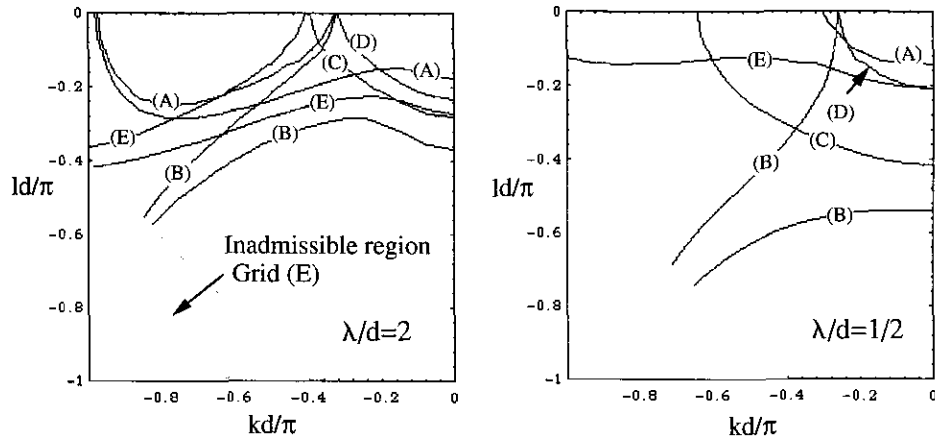 0
-0.2
-0.4
ld/π
-0.6
-0.8
-1
(A)
(E)
(B)
(C)
(D)
(A)
(E)
(B)
Inadmissible region
Grid (E)
λ/d=2
-0.8 -0.6 -0.4 -0.2 0
kd/π
0
-0.2
-0.4
ld/π
-0.6
-0.8
-1
(E)
(A)
(D)
(C)
(B)
(B)
λ/d=1/2
-0.8 -0.6 -0.4 -0.2 0
kd/π